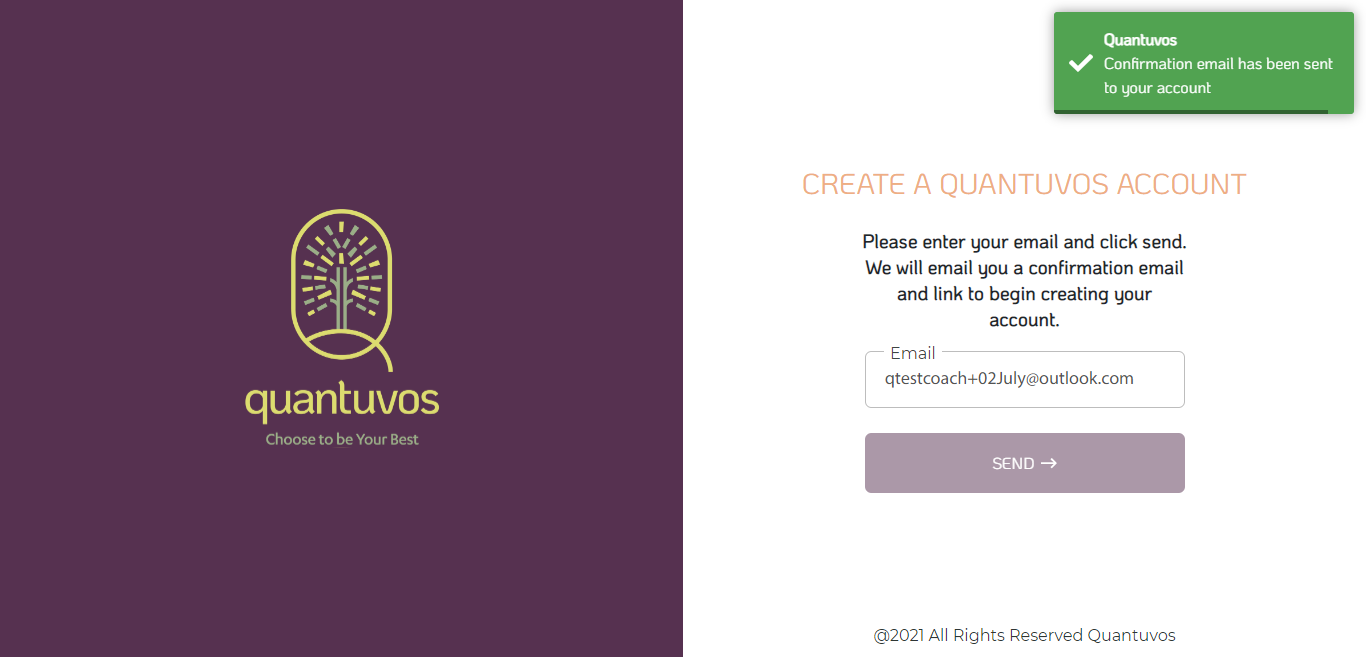 quantuvos
Choose to be Your Best
Quantuvos
Confirmation email has been sent
to your account
CREATE A QUANTUVOS ACCOUNT
Please enter your email and click send.
We will email you a confirmation email
and link to begin creating your
account.
Email
qtestcoach+02July@outlook.com
SEND →
@2021 All Rights Reserved Quantuvos